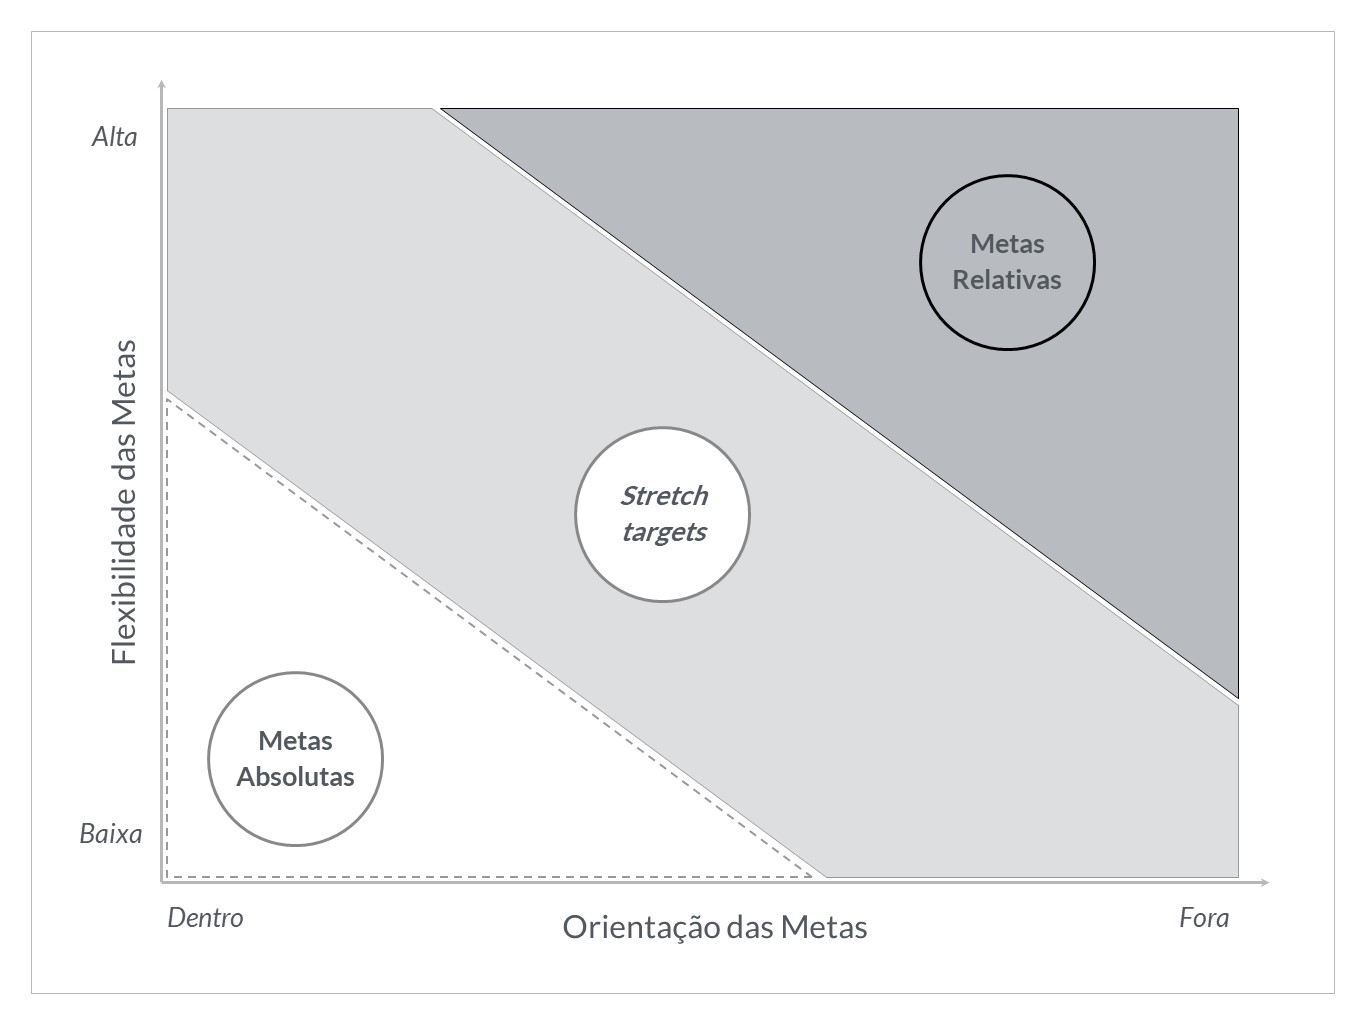 Alta
Metas
Relativas
Flexibilidade das Metas
Stretch
targets
Metas
Absolutas
Baixa
Dentro
Orientação das Metas
Fora